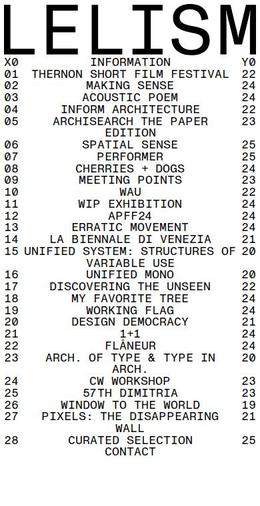 LELISM
X0 INFORMATION Y0
01 THERNON SHORT FILM FESTIVAL 22
02 MAKING SENSE 24
03 ACOUSTIC POEM 24
04 INFORM ARCHITECTURE 22
05 ARCHISEARCH THE PAPER 23
EDITION
06 SPATIAL SENSE 25
07 PERFORMER 25
08 CHERRIES + DOGS 24
09 MEETING POINTS 23
10 WAU 22
11 WIP EXHIBITION 24
12 APFF24 24
13 ERRATIC MOVEMENT 24
14 LA BIENNALE DI VENEZIA 21
15 UNIFIED SYSTEM: STRUCTURES OF 20
VARIABLE USE
16 UNIFIED MONO 20
17 DISCOVERING THE UNSEEN 22
18 MY FAVORITE TREE 24
19 WORKING FLAG 24
20 DESIGN DEMOCRACY 21
21 1+1 24
22 FLÂNEUR 24
23 ARCH. OF TYPE & TYPE IN 20
ARCH.
24 CW WORKSHOP 23
25 57TH DIMITRIA 23
26 WINDOW TO THE WORLD 19
27 PIXELS: THE DISAPPEARING 21
WALL
28 CURATED SELECTION 25
CONTACT